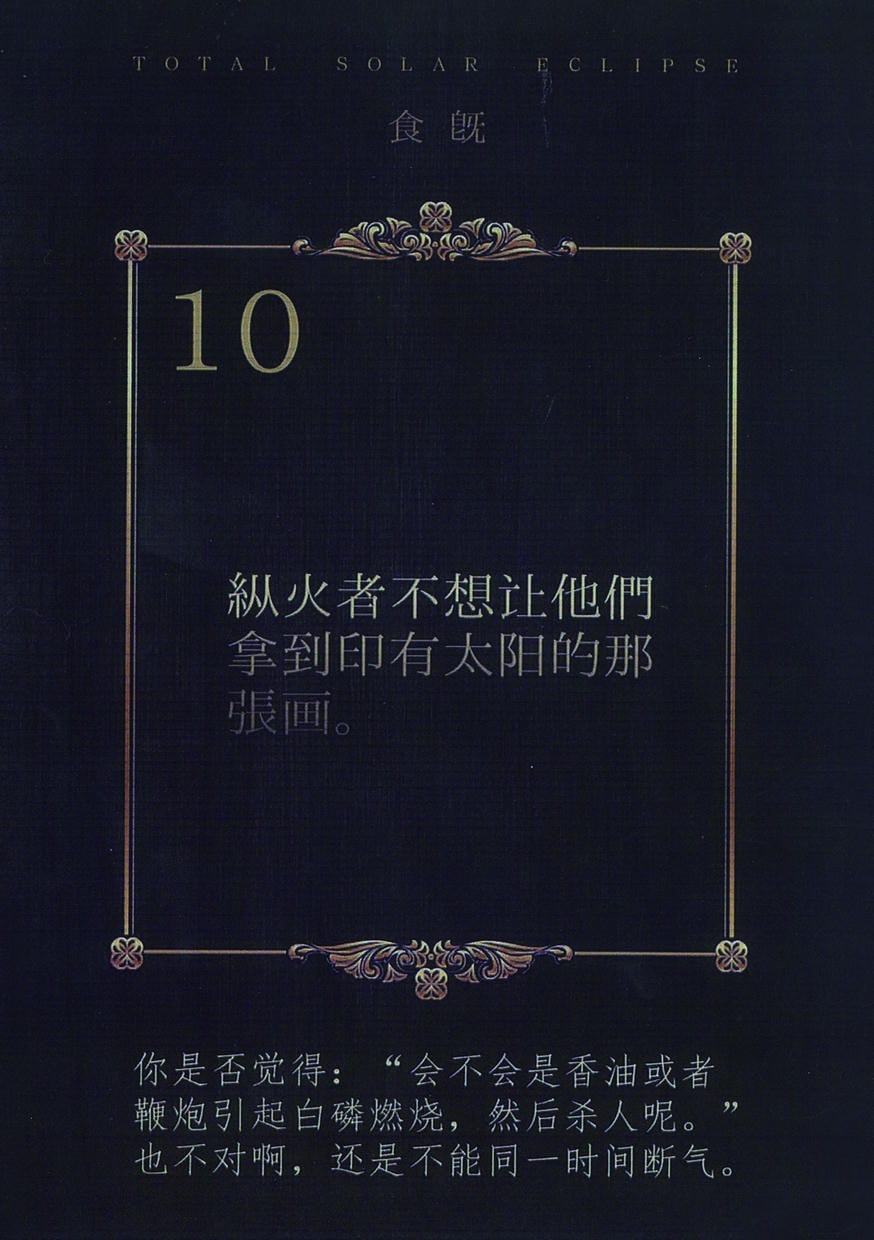 TOTAL SOLAR ECLIPSE
食既
10
縱火者不想让他們
拿到印有太阳的那
張画。
你是否觉得：“会不会是香油或者
鞭炮引起白磷燃烧，然后杀人呢。”
也不对啊，还是不能同一时间断气。